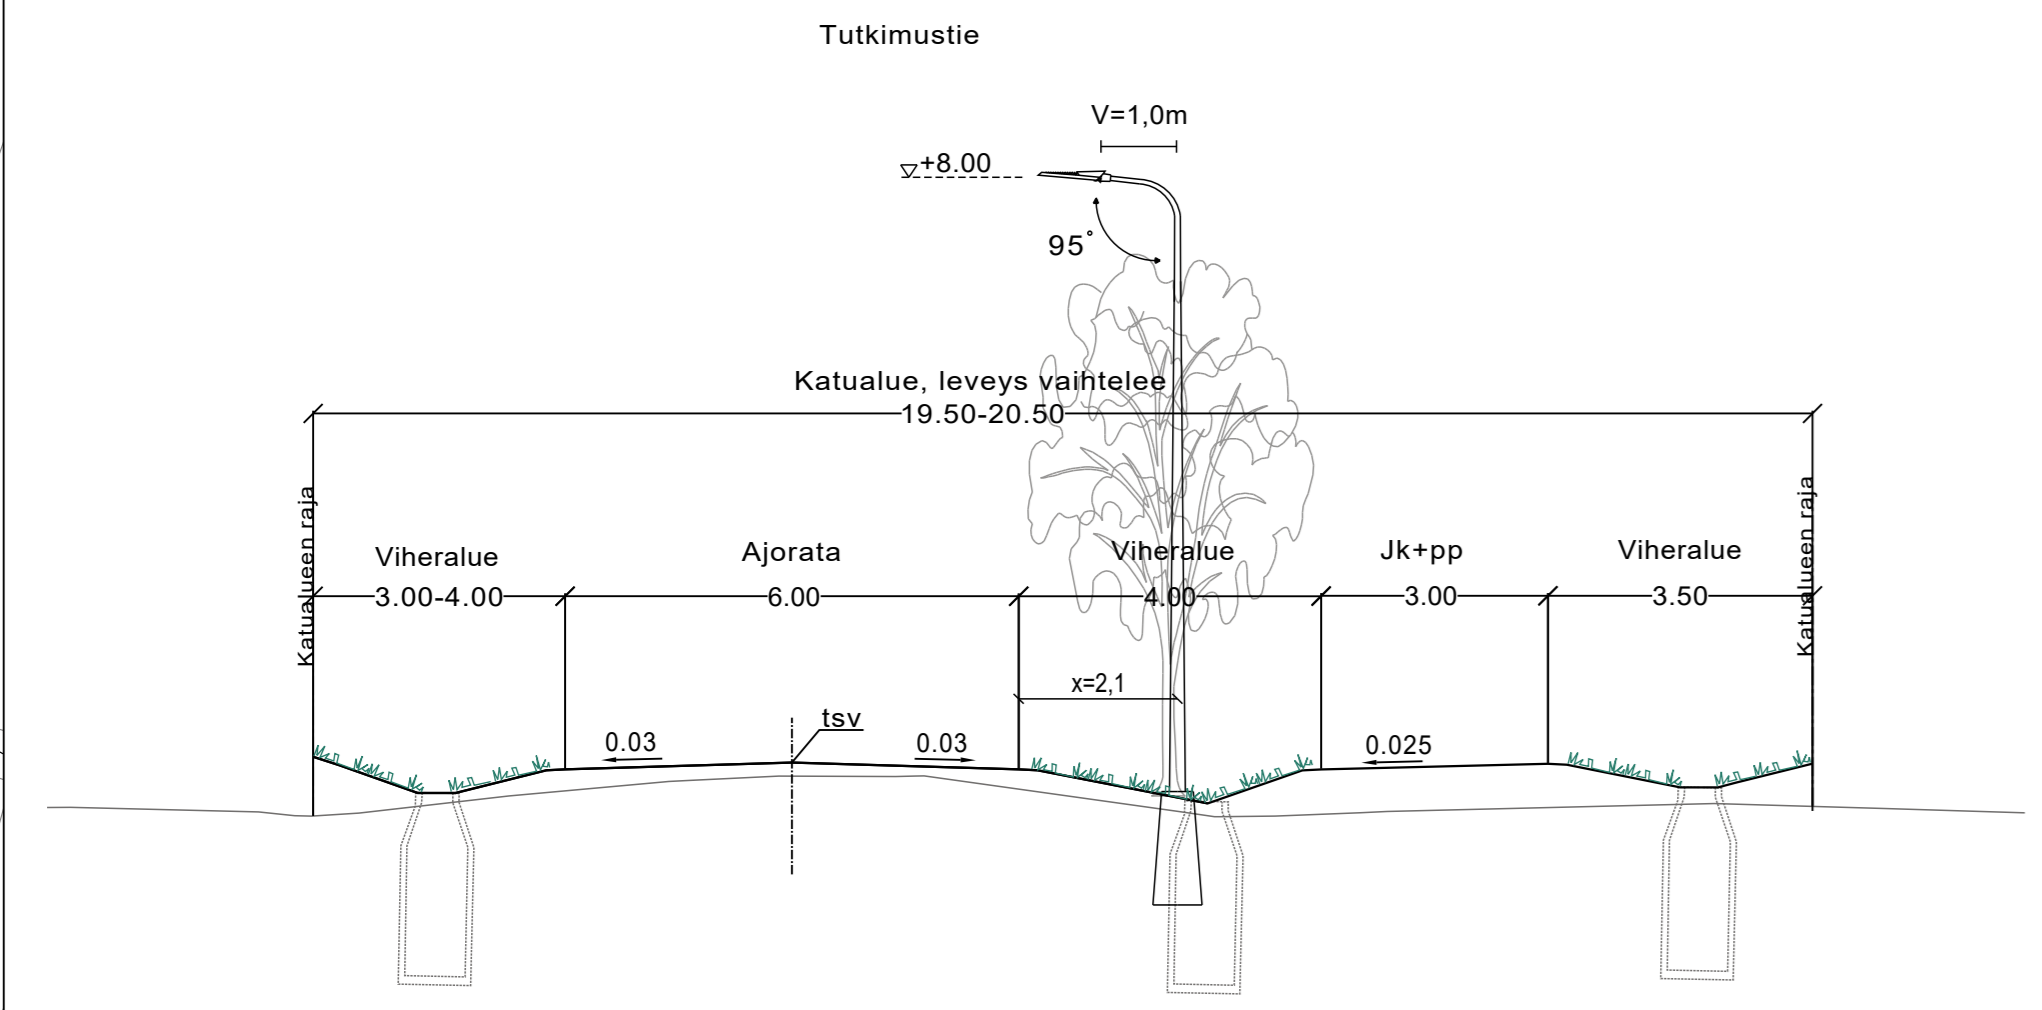 Tutkimustie
V=1,0m
+8.00
95°
Katualue, leveys vaihtelee
19.50-20.50
Katualueen raja
Katualueen raja
Viheralue
Ajorata
Viheralue
Jk+pp
Viheralue
3.00-4.00
6.00
4.00
3.00
3.50
x=2,1
tsv
0.03
0.03
0.025